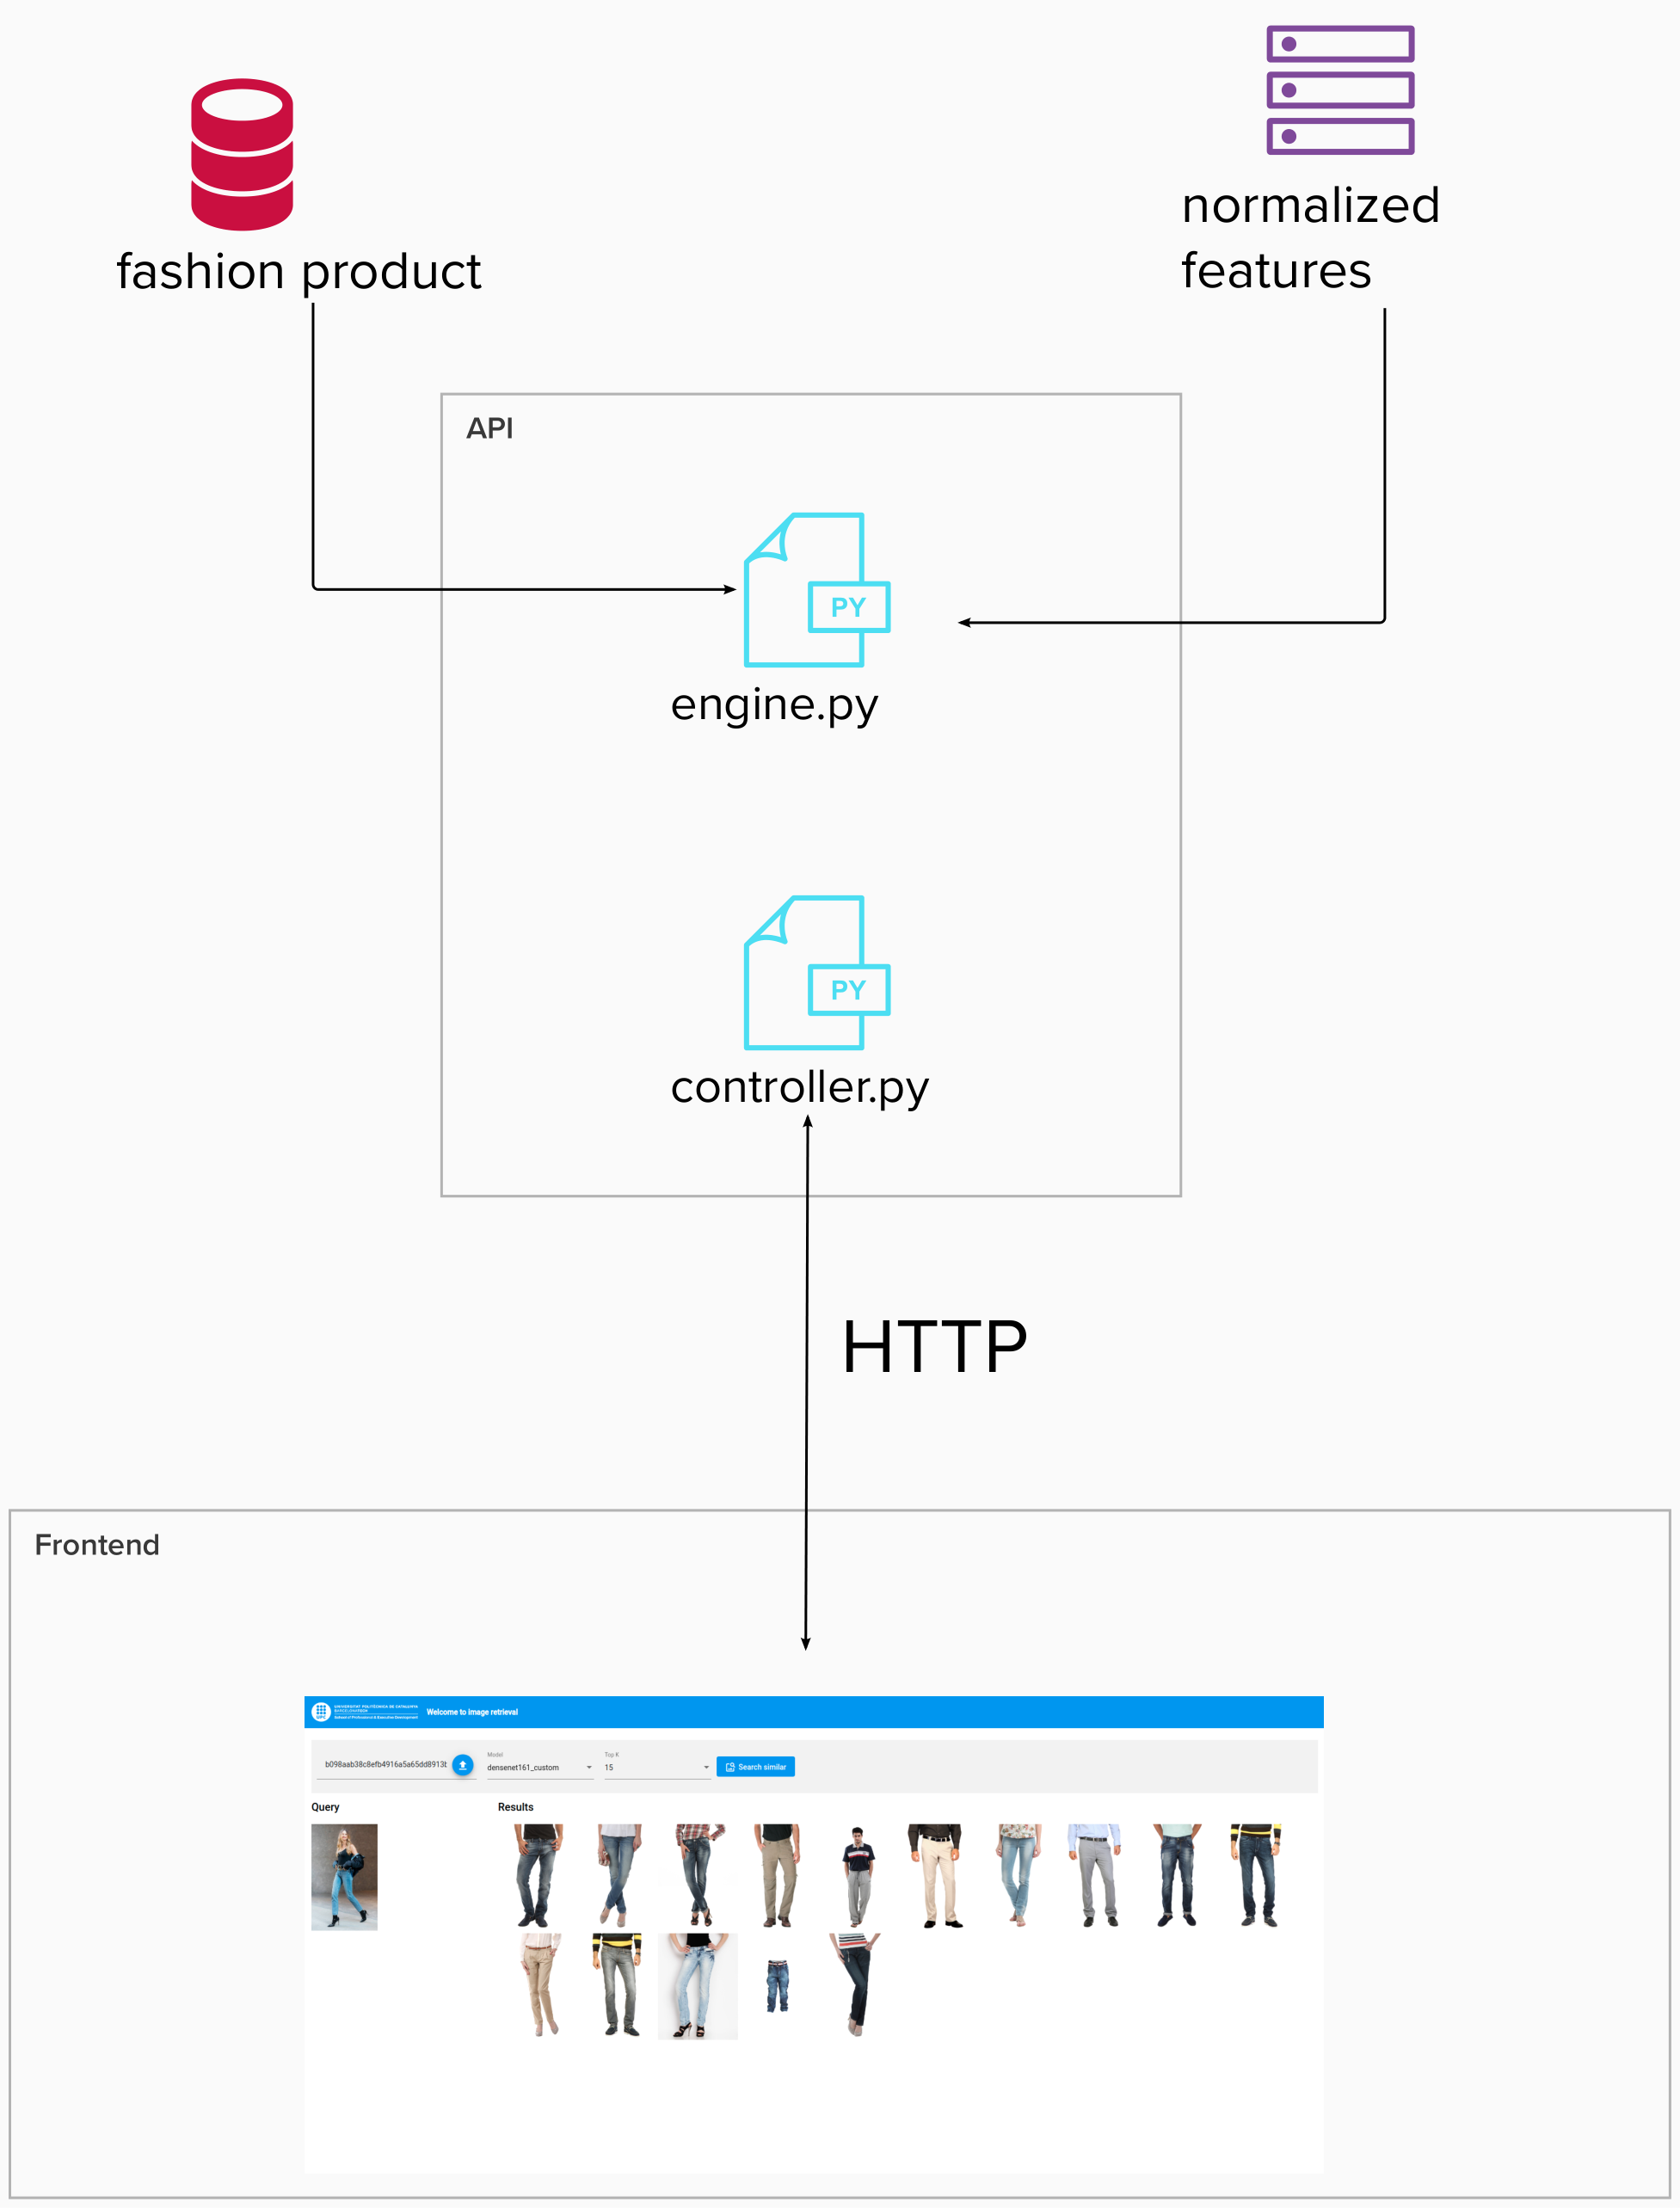 fashion product
normalized
features
API
PY
engine.py
PY
controller.py
HTTP
Frontend
UNIVERSITAT POLITÈCNICA DE CATALUNYA
BARCELONATECH
School of Professional & Executive Development
Welcome to image retrieval
b098aab38c8efb4916a5a65dd8913t
Model
densenet161_custom
Top K
15
Search similar
Query
Results